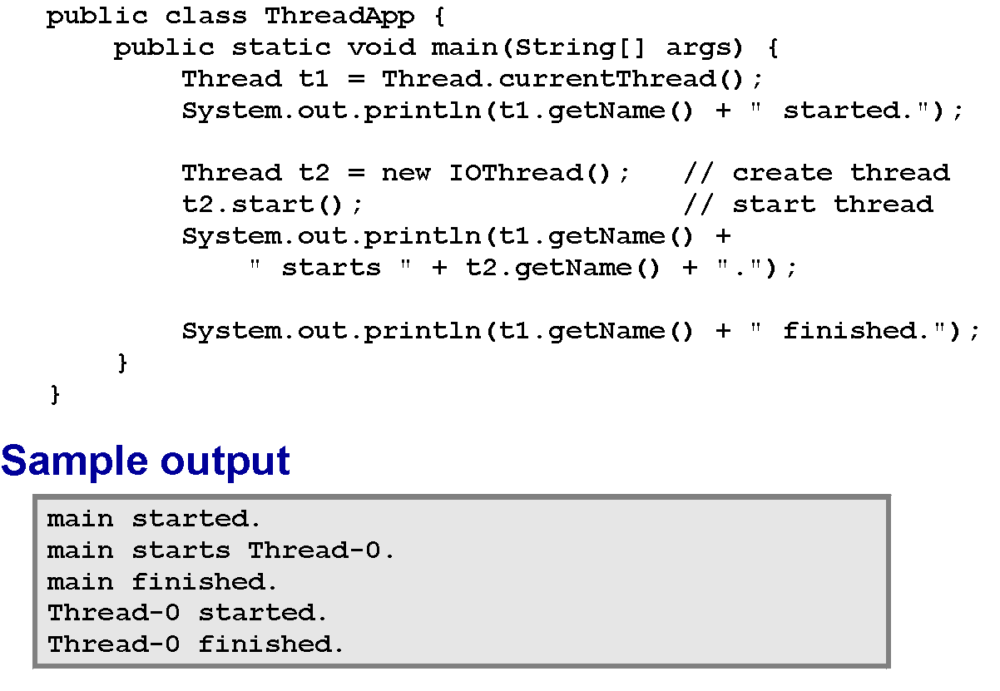 public class ThreadApp {
    public static void main(String[] args) {
        Thread t1 = Thread.currentThread();
        System.out.println(t1.getName() + " started.");

        Thread t2 = new IOThread();   // create thread
        t2.start();                   // start thread
        System.out.println(t1.getName() +
            " starts " + t2.getName() + ".");

        System.out.println(t1.getName() + " finished.");
    }
}
Sample output
main started.
main starts Thread-0.
main finished.
Thread-0 started.
Thread-0 finished.